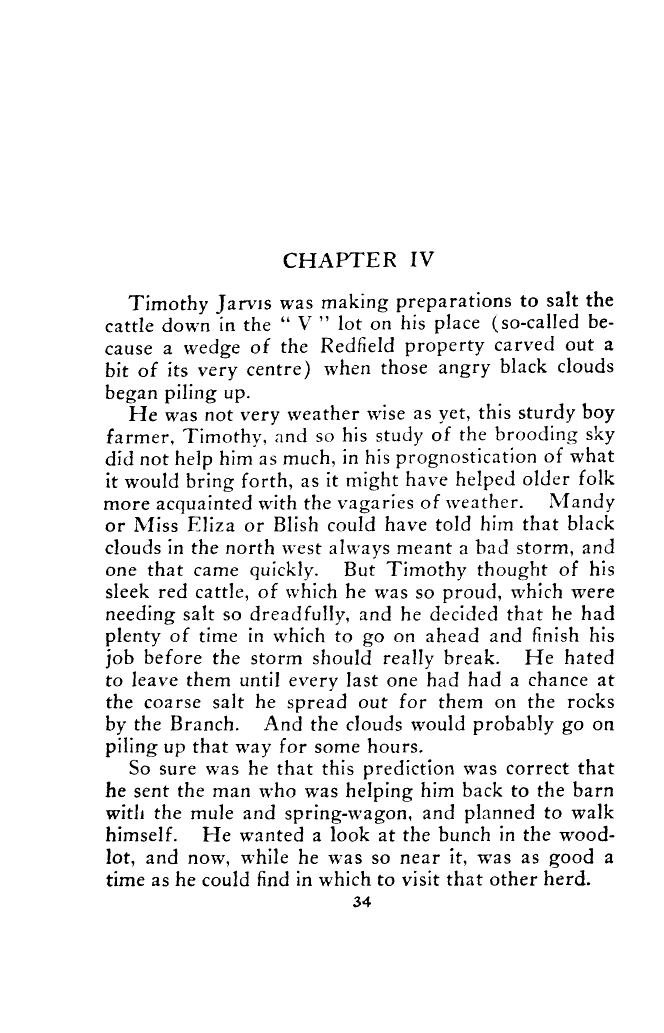 CHAPTER IV
Timothy Jarvis was making preparations to salt the
cattle down in the “ V ” lot on his place (so-called be-
cause a wedge of the Redfield property carved out a
bit of its very centre) when those angry black clouds
began piling up.
He was not very weather wise as yet, this sturdy boy
farmer, Timothy, and so his study of the brooding sky
did not help him as much, in his prognostication of what
it would bring forth, as it might have helped older folk
more acquainted with the vagaries of weather. Mandy
or Miss Eliza or Blish could have told him that black
clouds in the north west always meant a bad storm, and
one that came quickly. But Timothy thought of his
sleek red cattle, of which he was so proud, which were
needing salt so dreadfully, and he decided that he had
plenty of time in which to go on ahead and finish his
job before the storm should really break. He hated
to leave them until every last one had had a chance at
the coarse salt he spread out for them on the rocks
by the Branch. And the clouds would probably go on
piling up that way for some hours.
So sure was he that this prediction was correct that
he sent the man who was helping him back to the barn
with the mule and spring-wagon, and planned to walk
himself. He wanted a look at the bunch in the wood-
lot, and now, while he was so near it, was as good a
time as he could find in which to visit that other herd.
34